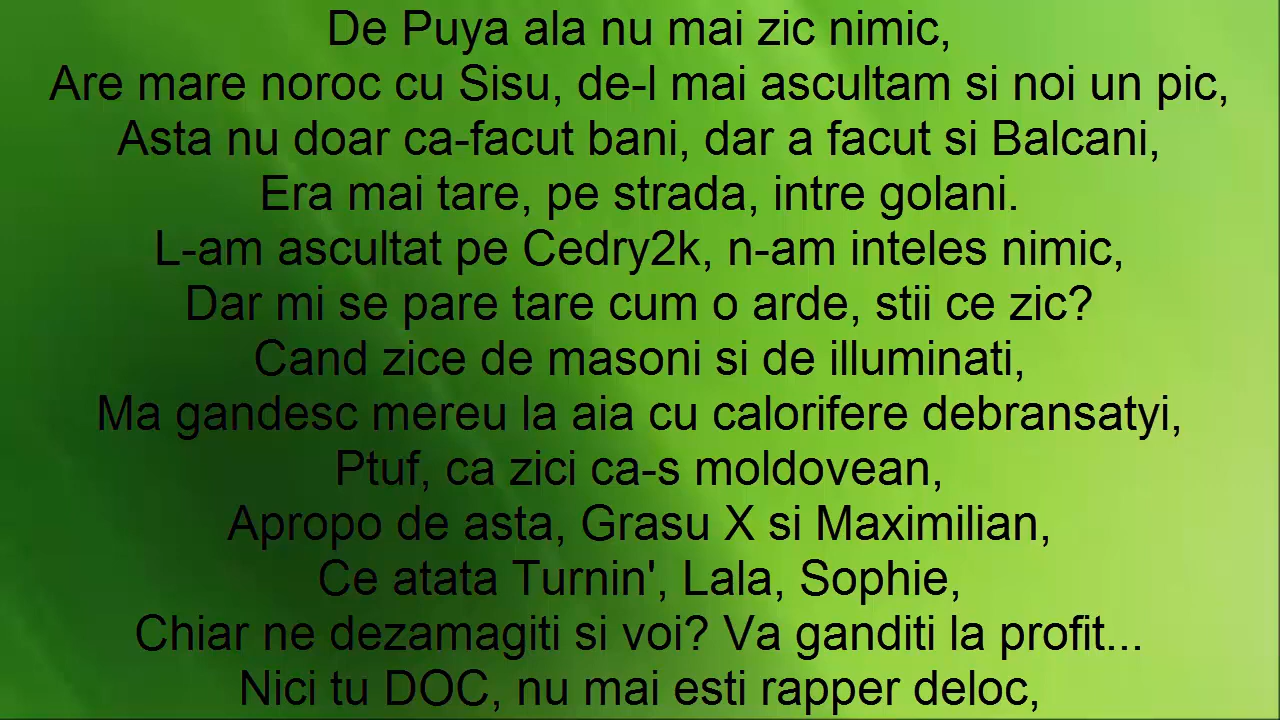 De Puya ala nu mai zic nimic,
Are mare noroc cu Sisu, de-l mai ascultam si noi un pic,
Asta nu doar ca-facut bani, dar a facut si Balcani,
Era mai tare, pe strada, intre golani.
L-am ascultat pe Cedry2k, n-am inteles nimic,
Dar mi se pare tare cum o arde, stii ce zic?
Cand zice de masoni si de illuminati,
Ma gandesc mereu la aia cu calorifere debransatyi,
Ptuf, ca zici ca-s moldovean,
Apropo de asta, Grasu X si Maximilian,
Ce atata Turnin', Lala, Sophie,
Chiar ne dezamagiti si voi? Va ganditi la profit...
Nici tu DOC, nu mai esti rapper deloc,